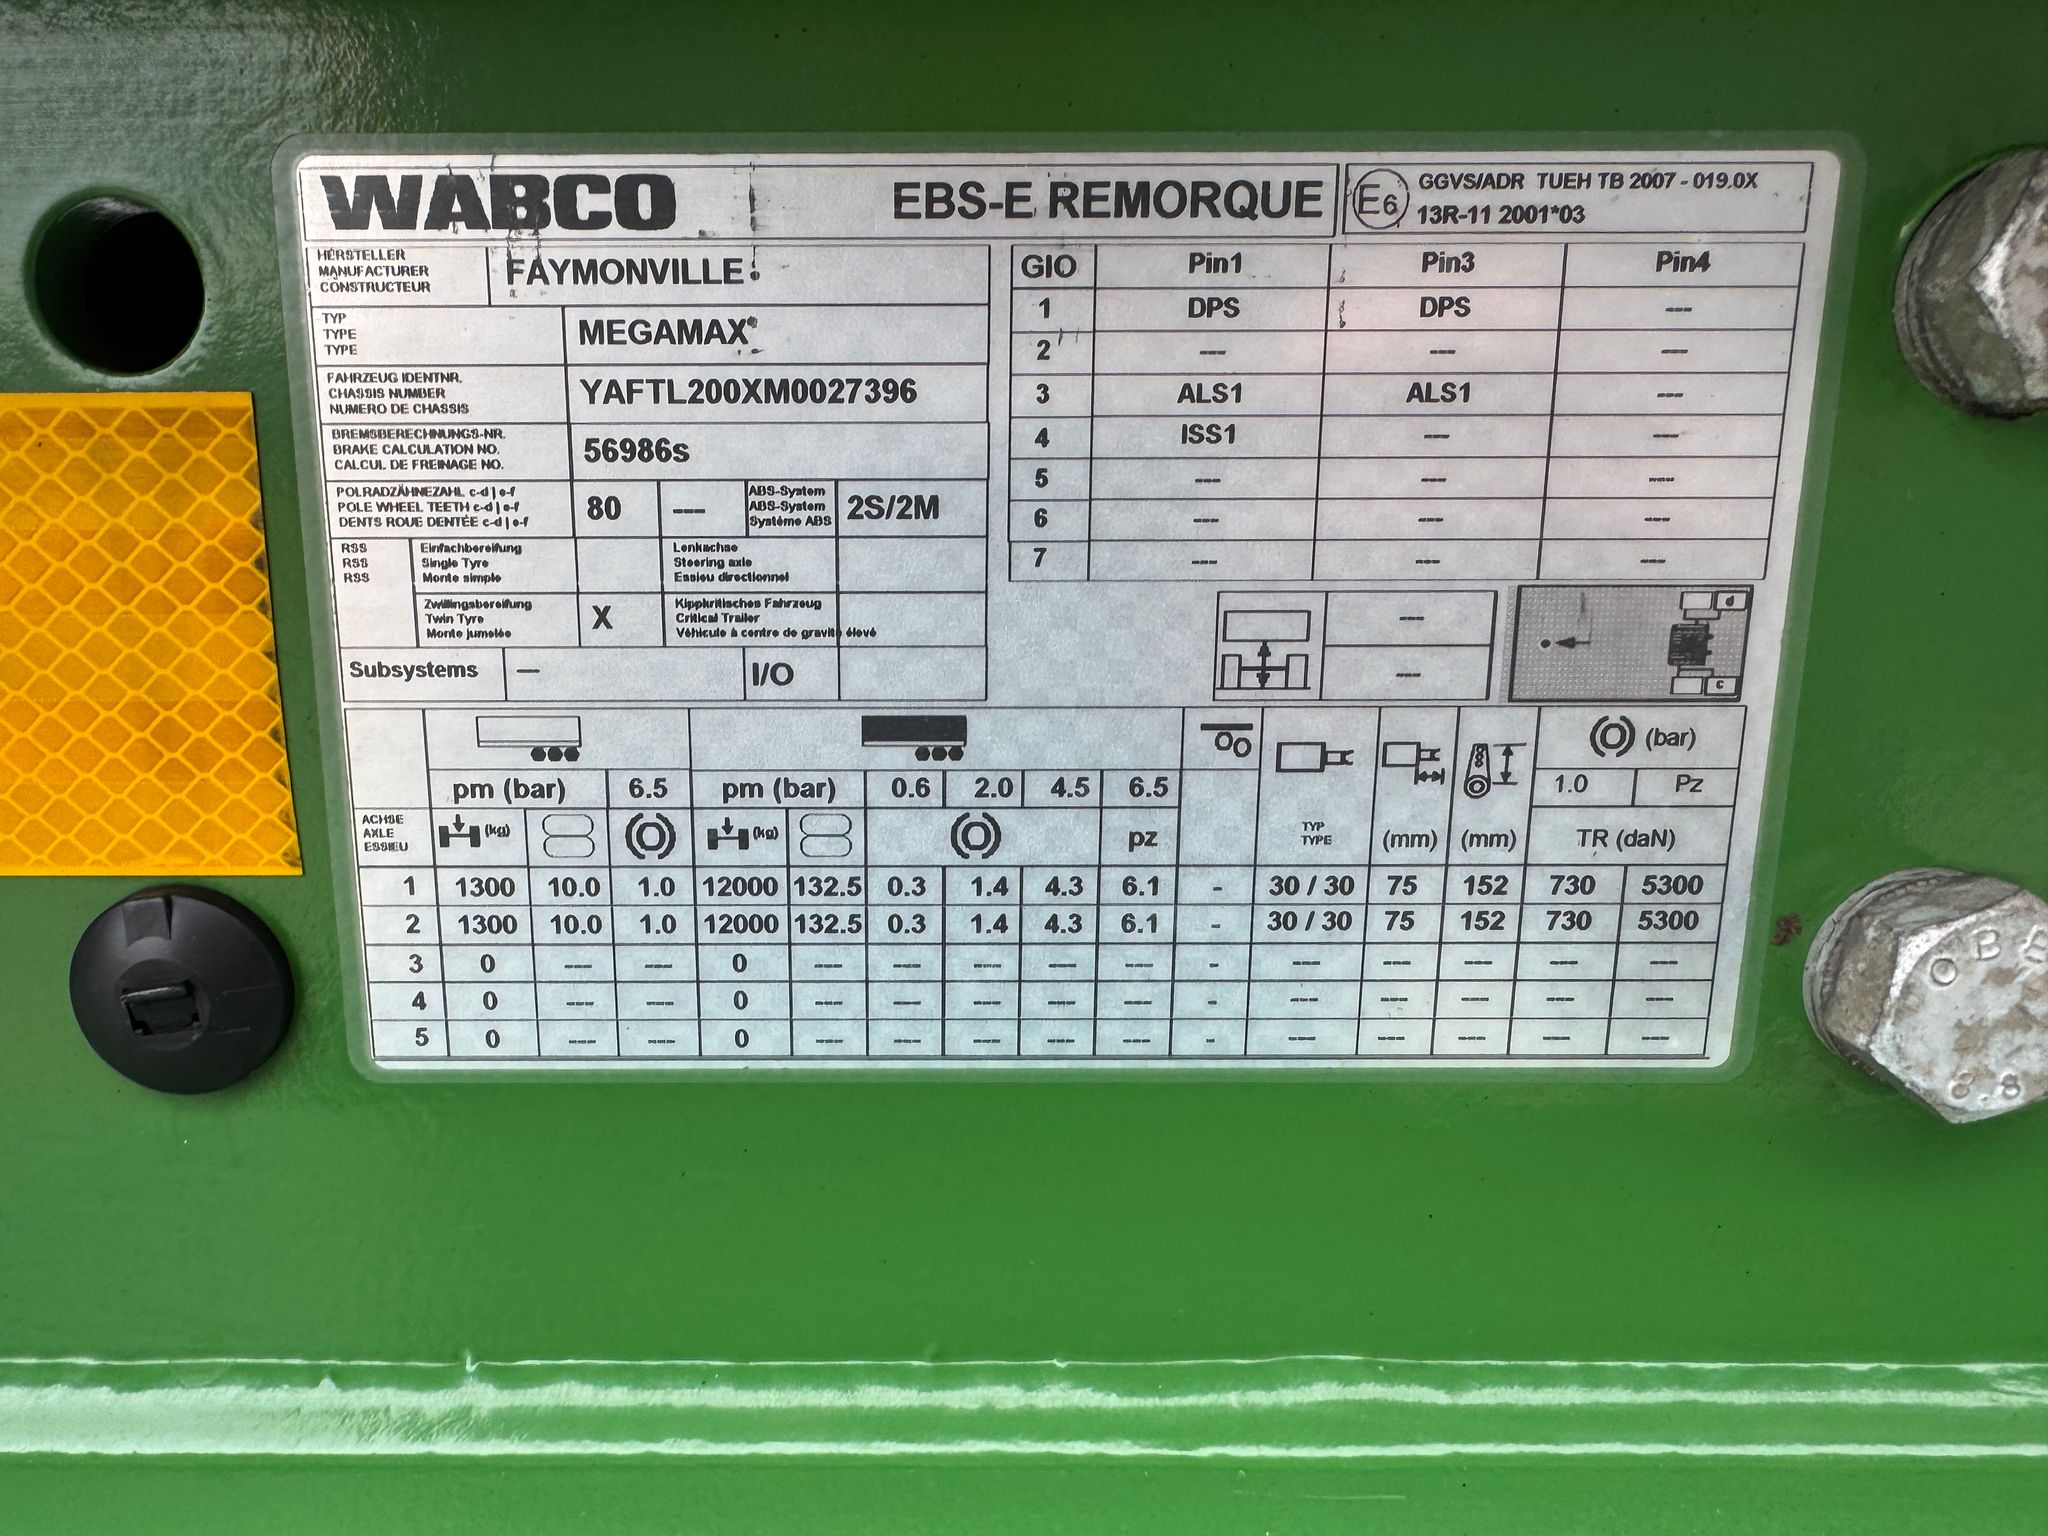 WABCO EBS-E REMORQUE E6 GGVS/ADR TUEH TB 2007 - 019.0X
13R-11 2001*03
HERSTELLER
MANUFACTURER
CONSTRUCTEUR
FAYMONVILLE
TYP
TYPE
TYPE
MEGAMAX
FAHRZEUG IDENTNR.
CHASSIS NUMBER
NUMERO DE CHASSIS
YAFTL200XM0027396
BREMSBERECHNUNGS-NR.
BRAKE CALCULATION NO.
CALCUL DE FREINAGE NO.
56986s
POLRADZÄHNEZAHL c-d | e-f
POLE WHEEL TEETH c-d | e-f
DENTS ROUE DENTÉE c-d | e-f
80 ---
ABS-System
ABS-System
Système ABS
2S/2M
RSS
RSS
RSS
Einfachbereifung
Single Tyre
Monte simple
Lenkachse
Steering axle
Essieu directionnel
Zwillingsbereifung
Twin Tyre
Monte jumelée
X
Kippkritisches Fahrzeug
Critical Trailer
Véhicule à centre de gravité élevé
Subsystems - I/O
GIO Pin1 Pin3 Pin4
1 DPS DPS ---
2 --- --- ---
3 ALS1 ALS1 ---
4 ISS1 --- ---
5 --- --- ---
6 --- --- ---
7 --- --- ---
---
---
d
c
(bar)
pm (bar) 6.5 pm (bar) 0.6 2.0 4.5 6.5 1.0 Pz
ACHSE
AXLE
ESSIEU
(kg) (kg) pz
TYP
TYPE
(mm) (mm) TR (daN)
1 1300 10.0 1.0 12000 132.5 0.3 1.4 4.3 6.1 - 30 / 30 75 152 730 5300
2 1300 10.0 1.0 12000 132.5 0.3 1.4 4.3 6.1 - 30 / 30 75 152 730 5300
3 0 --- --- 0 --- --- --- --- --- - --- --- --- --- ---
4 0 --- --- 0 --- --- --- --- --- - --- --- --- --- ---
5 0 --- --- 0 --- --- --- --- --- - --- --- --- --- ---
8.8